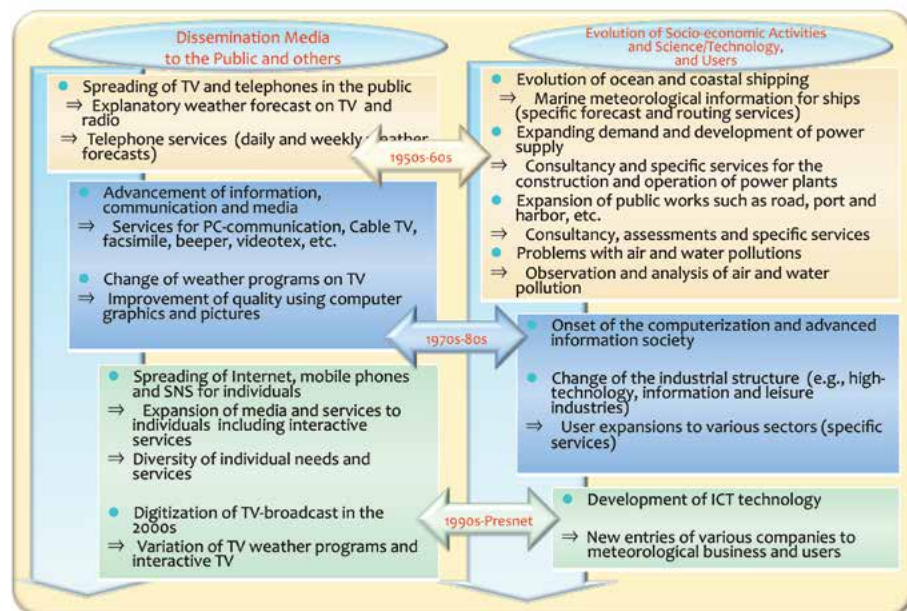 Dissemination Media
to the Public and others
Spreading of TV and telephones in the public
⇒ Explanatory weather forecast on TV and
radio
⇒ Telephone services (daily and weekly weather
forecasts)
Advancement of information,
communication and media
⇒ Services for PC-communication, Cable TV,
facsimile, beeper, videotex, etc.
Change of weather programs on TV
⇒ Improvement of quality using computer
graphics and pictures
Spreading of Internet, mobile phones
and SNS for individuals
⇒ Expansion of media and services to
individuals including interactive
services
⇒ Diversity of individual needs and
services
Digitization of TV-broadcast in the
2000s
⇒ Variation of TV weather programs and
interactive TV
1950s-60s
1970s-80s
1990s-Presnet
Evolution of Socio-economic Activities
and Science/Technology,
and Users
Evolution of ocean and coastal shipping
⇒ Marine meteorological information for ships
(specific forecast and routing services)
Expanding demand and development of power
supply
⇒ Consultancy and specific services for the
construction and operation of power plants
Expansion of public works such as road, port and
harbor, etc.
⇒ Consultancy, assessments and specific services
Problems with air and water pollutions
⇒ Observation and analysis of air and water
pollution
Onset of the computerization and advanced
information society
Change of the industrial structure (e.g., high-
technology, information and leisure
industries)
⇒ User expansions to various sectors (specific
services)
Development of ICT technology
⇒ New entries of various companies to
meteorological business and users